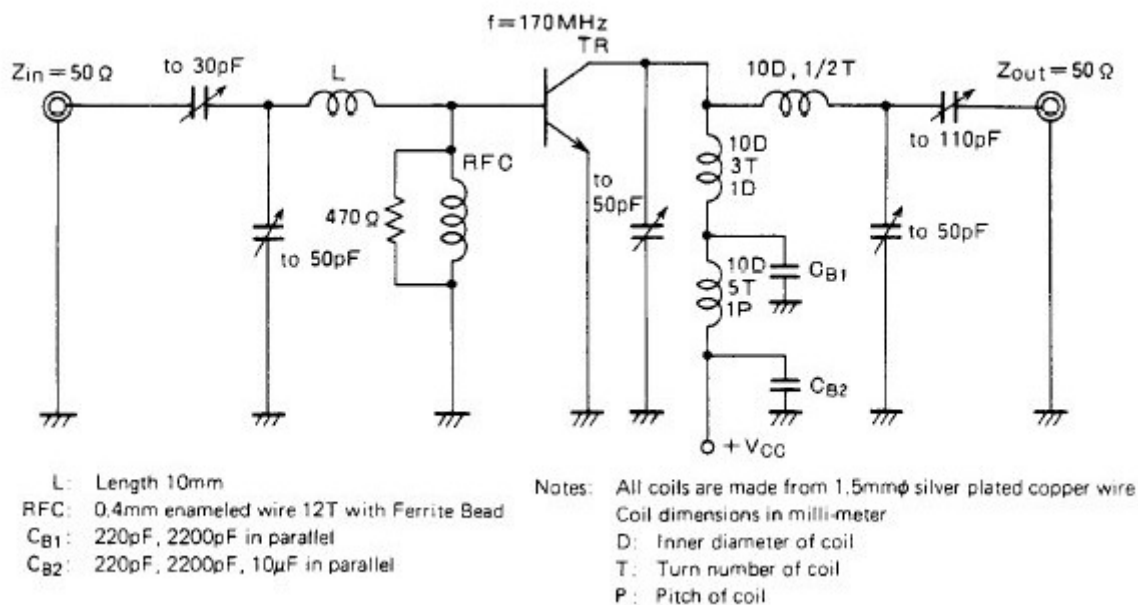 f=170MHz
TR
Zin=50Ω
to 30pF
L
10D, 1/2T
Zout=50Ω
to 110pF
RFC
470Ω
to 50pF
to
50pF
10D
3T
1D
to 50pF
10D
5T
1P
CB1
CB2
+VCC
L: Length 10mm
RFC: 0.4mm enameled wire 12T with Ferrite Bead
CB1: 220pF, 2200pF in parallel
CB2: 220pF, 2200pF, 10μF in parallel
Notes: All coils are made from 1.5mmϕ silver plated copper wire
Coil dimensions in milli-meter
D: Inner diameter of coil
T: Turn number of coil
P: Pitch of coil